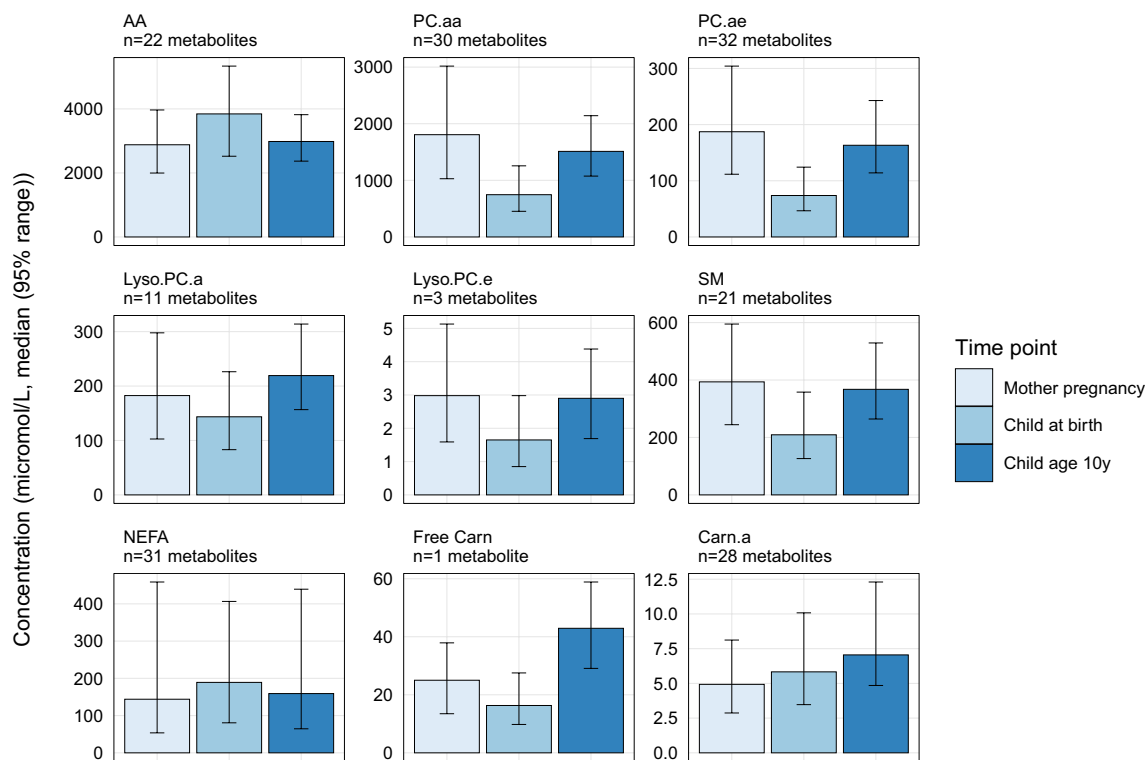 Concentration (micromol/L, median (95% range))
AA
n=22 metabolites
4000
2000
0
PC.aa
n=30 metabolites
3000
2000
1000
0
PC.ae
n=32 metabolites
300
200
100
0
Lyso.PC.a
n=11 metabolites
300
200
100
0
Lyso.PC.e
n=3 metabolites
5
4
3
2
1
0
SM
n=21 metabolites
600
400
200
0
Time point
Mother pregnancy
Child at birth
Child age 10y
NEFA
n=31 metabolites
400
300
200
100
0
Free Carn
n=1 metabolite
60
40
20
0
Carn.a
n=28 metabolites
12.5
10.0
7.5
5.0
2.5
0.0